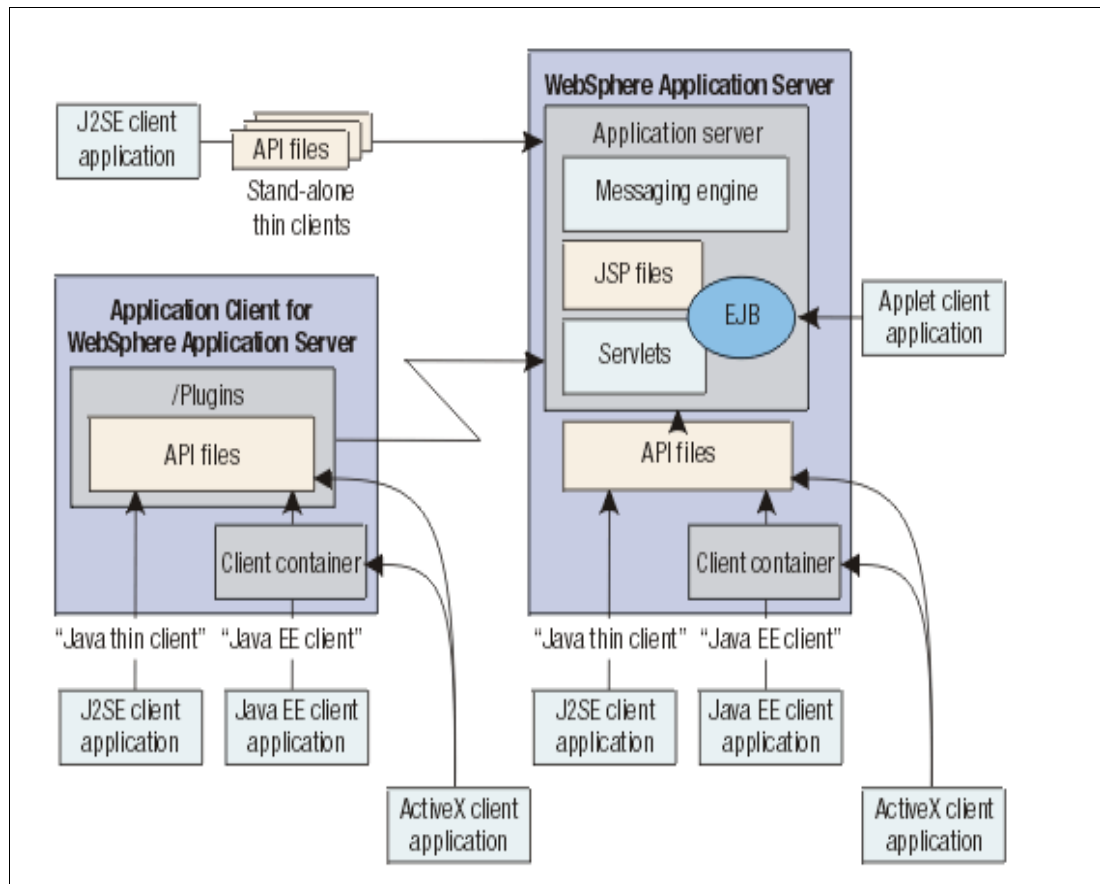 WebSphere Application Server
J2SE client
application
API files
Stand-alone
thin clients
Application server
Messaging engine
JSP files
EJB
Servlets
Applet client
application
API files
Client container
Application Client for
WebSphere Application Server
/Plugins
API files
Client container
“Java thin client”
“Java EE client”
“Java thin client”
“Java EE client”
J2SE client
application
Java EE client
application
J2SE client
application
Java EE client
application
ActiveX client
application
ActiveX client
application